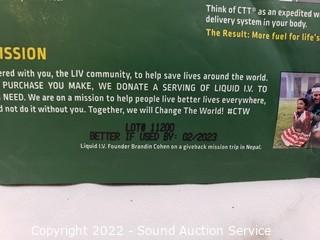 Think of CTT® as an expedited w
delivery system in your body.
The Result: More fuel for life's
MISSION
ered with you, the LIV community, to help save lives around the world.
PURCHASE YOU MAKE, WE DONATE A SERVING OF LIQUID I.V. TO
NEED. We are on a mission to help people live better lives everywhere,
d not do it without you. Together, we will Change The World! #CTW
LOT# 11200
BETTER IF USED BY: 02/2023
Liquid I.V. Founder Brandin Cohen on a giveback mission trip in Nepal.
Copyright 2022 - Sound Auction Service